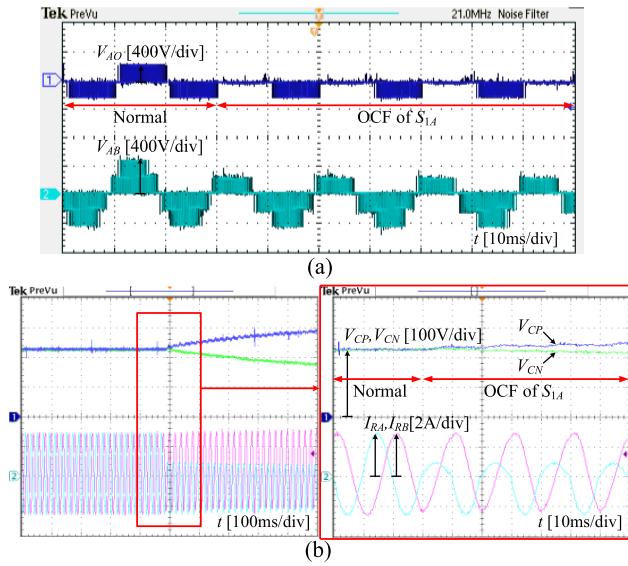 Tek PreVu 21.0MHz Noise Filter
V_AO [400V/div]
1
Normal OCF of S_1A
V_AB [400V/div]
2
t [10ms/div]
(a)
Tek PreVu
Tek PreVu
V_CP, V_CN [100V/div] V_CP
V_CN
Normal OCF of S_1A
1
1
I_RA, I_RB [2A/div]
2
2
t [100ms/div]
t [10ms/div]
(b)